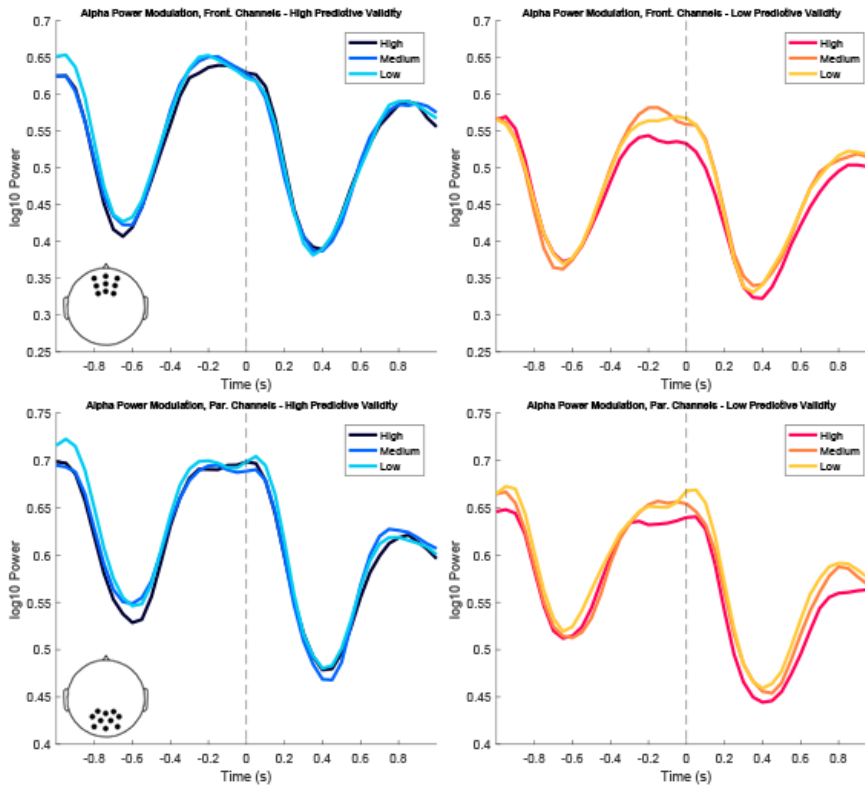 Alpha Power Modulation, Front. Channels - High Predictive Validity
0.7
0.65
0.6
0.55
0.5
0.45
0.4
0.35
0.3
0.25
log10 Power
High
Medium
Low
-0.8 -0.6 -0.4 -0.2 0 0.2 0.4 0.6 0.8
Time (s)
Alpha Power Modulation, Front. Channels - Low Predictive Validity
0.7
0.65
0.6
0.55
0.5
0.45
0.4
0.35
0.3
0.25
log10 Power
High
Medium
Low
-0.8 -0.6 -0.4 -0.2 0 0.2 0.4 0.6 0.8
Time (s)
Alpha Power Modulation, Par. Channels - High Predictive Validity
0.75
0.7
0.65
0.6
0.55
0.5
0.45
0.4
log10 Power
High
Medium
Low
-0.8 -0.6 -0.4 -0.2 0 0.2 0.4 0.6 0.8
Time (s)
Alpha Power Modulation, Par. Channels - Low Predictive Validity
0.75
0.7
0.65
0.6
0.55
0.5
0.45
0.4
log10 Power
High
Medium
Low
-0.8 -0.6 -0.4 -0.2 0 0.2 0.4 0.6 0.8
Time (s)